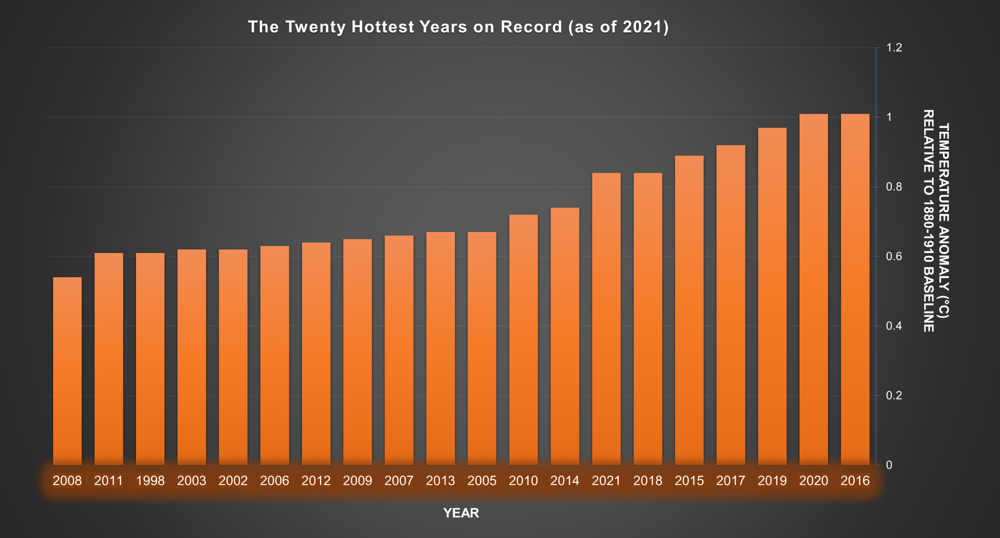 The Twenty Hottest Years on Record (as of 2021)
1.2
1
0.8
0.6
0.4
0.2
0
TEMPERATURE ANOMALY (°C)
RELATIVE TO 1880-1910 BASELINE
2008 2011 1998 2003 2002 2006 2012 2009 2007 2013 2005 2010 2014 2021 2018 2015 2017 2019 2020 2016
YEAR